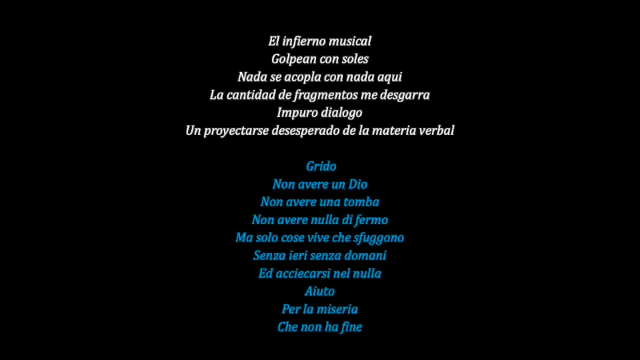 El infierno musical
Golpean con soles
Nada se acopla con nada aqui
La cantidad de fragmentos me desgarra
Impuro dialogo
Un proyectarse desesperado de la materia verbal
Grido
Non avere un Dio
Non avere una tomba
Non avere nulla di fermo
Ma solo cose vive che sfuggono
Senza ieri senza domani
Ed acciecarsi nel nulla
Aiuto
Per la miseria
Che non ha fine